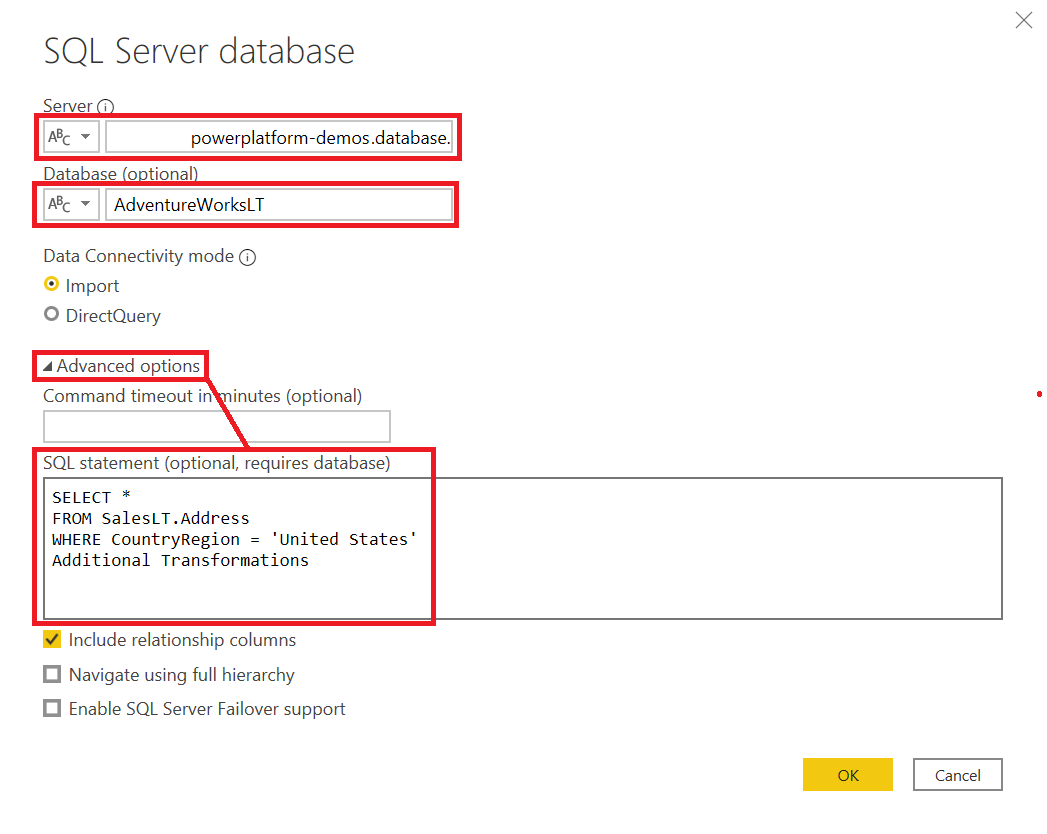 SQL Server database
Server
ABC
powerplatform-demos.database.
Database (optional)
ABC
AdventureWorksLT
Data Connectivity mode
Import
DirectQuery
Advanced options
Command timeout in minutes (optional)
SQL statement (optional, requires database)
SELECT *
FROM SalesLT.Address
WHERE CountryRegion = 'United States'
Additional Transformations
Include relationship columns
Navigate using full hierarchy
Enable SQL Server Failover support
OK
Cancel